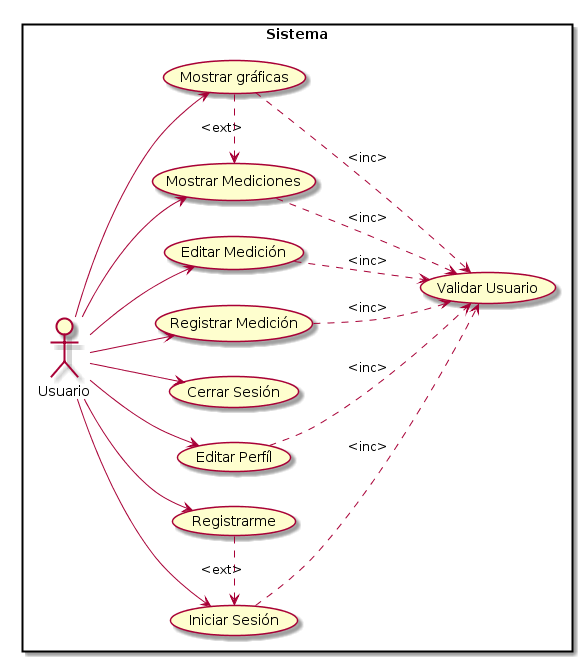 Sistema
Mostrar gráficas
<ext>
<inc>
Mostrar Mediciones
<inc>
Editar Medición
<inc>
Validar Usuario
<inc>
Registrar Medición
Usuario
<inc>
Cerrar Sesión
Editar Perfíl
<inc>
Registrarme
<ext>
Iniciar Sesión